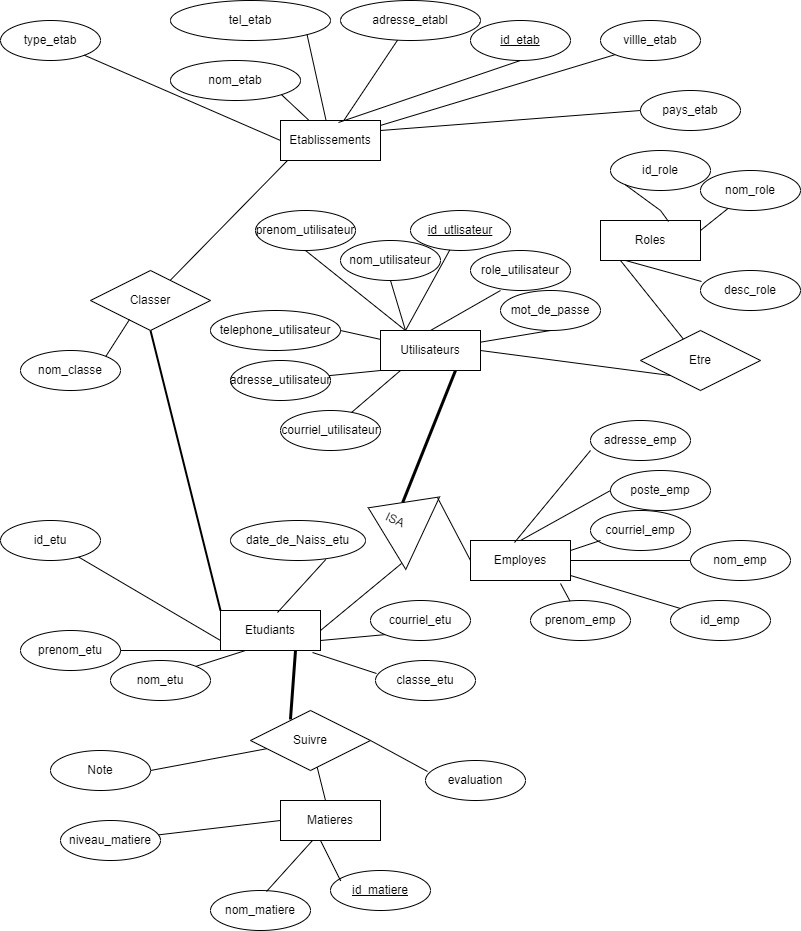 tel_etab
adresse_etabl
type_etab
id_etab
villle_etab
nom_etab
pays_etab
Etablissements
id_role
nom_role
prenom_utilisateur
id_utlisateur
Roles
nom_utilisateur
role_utilisateur
desc_role
Classer
mot_de_passe
telephone_utilisateur
Utilisateurs
Etre
nom_classe
adresse_utilisateur
courriel_utilisateur
adresse_emp
poste_emp
ISA
courriel_emp
id_etu
date_de_Naiss_etu
Employes
nom_emp
Etudiants
courriel_etu
prenom_emp
id_emp
prenom_etu
nom_etu
classe_etu
Suivre
Note
evaluation
Matieres
niveau_matiere
id_matiere
nom_matiere